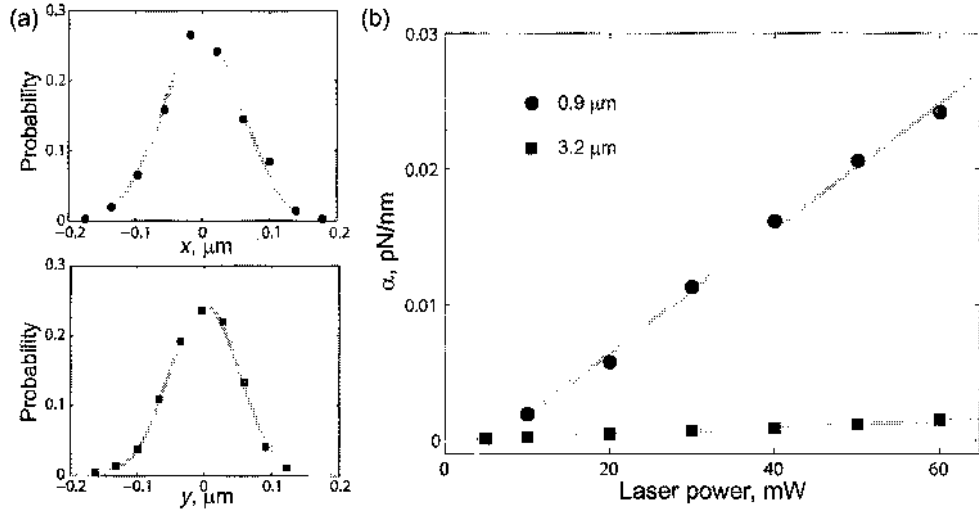 (a)
0.3
0.2
0.1
0
Probability
−0.2 −0.1 0 0.1 0.2
x, μm
0.3
0.2
0.1
0
Probability
−0.2 −0.1 0 0.1 0.2
y, μm
(b)
0.03
0.02
0.01
0
α, pN/nm
0.9 μm
3.2 μm
0 20 40 60
Laser power, mW